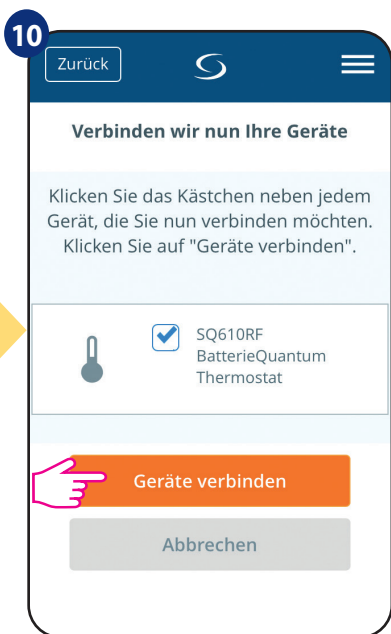 10
Zurück
Verbinden wir nun Ihre Geräte
Klicken Sie das Kästchen neben jedem
Gerät, die Sie nun verbinden möchten.
Klicken Sie auf "Geräte verbinden".
SQ610RF
BatterieQuantum
Thermostat
Geräte verbinden
Abbrechen